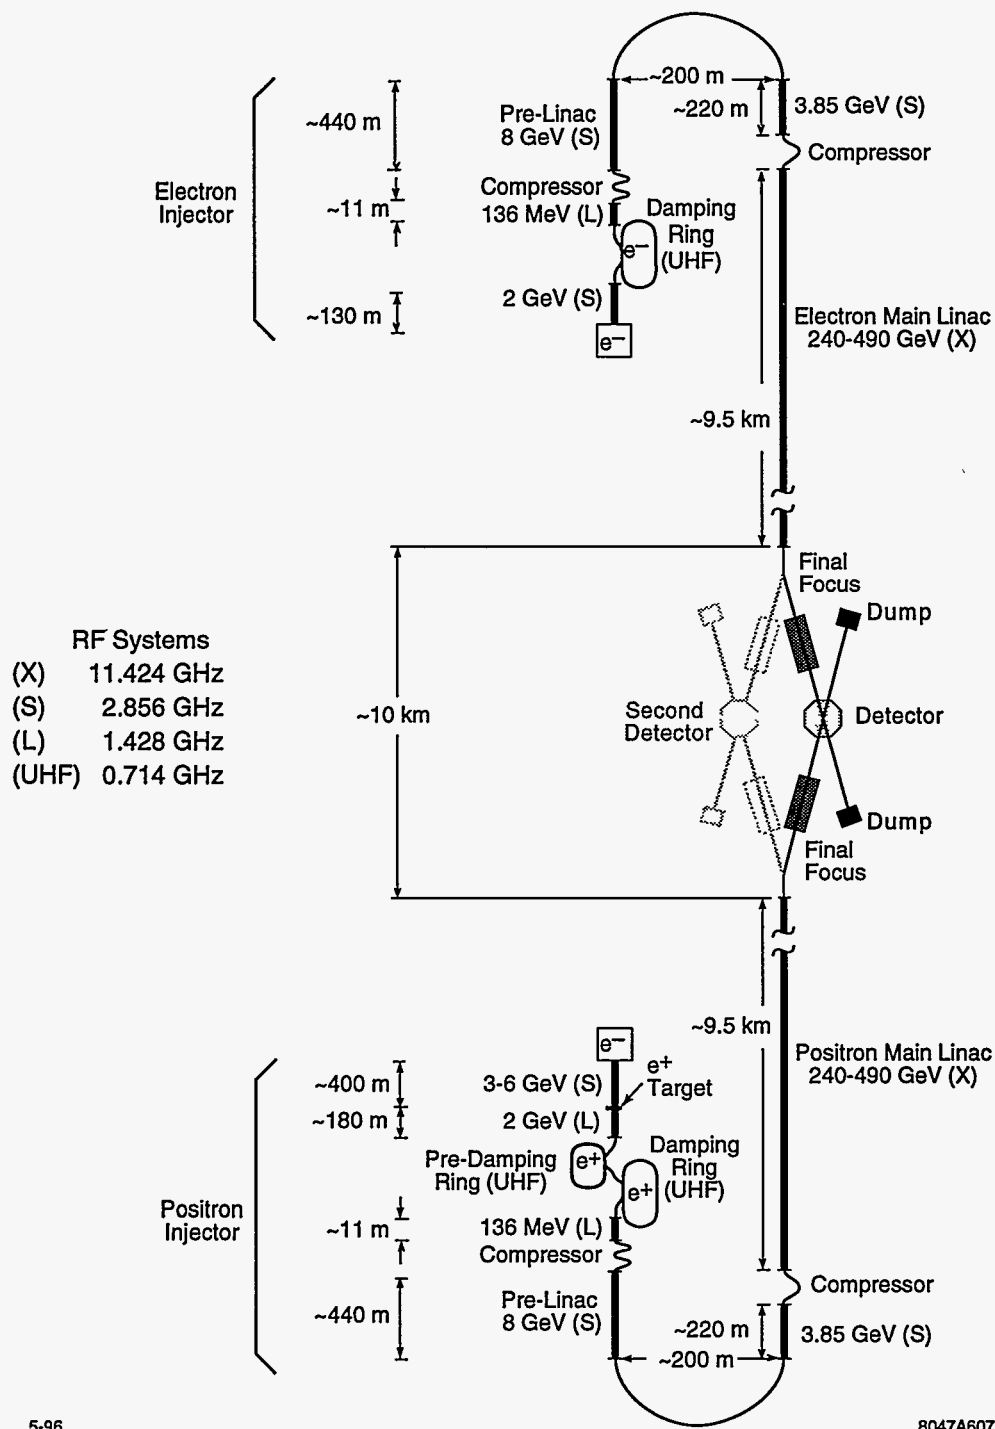 ~200 m
~440 m
Pre-Linac
8 GeV (S)
~220 m
3.85 GeV (S)
Compressor
Electron
Injector
~11 m
Compressor
136 MeV (L)
Damping
Ring
(UHF)
e–
2 GeV (S)
~130 m
e–
Electron Main Linac
240-490 GeV (X)
~9.5 km
Final
Focus
Dump
RF Systems
(X) 11.424 GHz
(S) 2.856 GHz
(L) 1.428 GHz
(UHF) 0.714 GHz
~10 km
Second
Detector
Detector
Dump
Final
Focus
~9.5 km
Positron Main Linac
240-490 GeV (X)
e–
~400 m
3-6 GeV (S)
e+
Target
~180 m
2 GeV (L)
Pre-Damping
Ring (UHF)
e+
Damping
Ring
(UHF)
e+
Positron
Injector
~11 m
136 MeV (L)
Compressor
Compressor
~440 m
Pre-Linac
8 GeV (S)
~220 m
3.85 GeV (S)
~200 m
5-96
8047A607